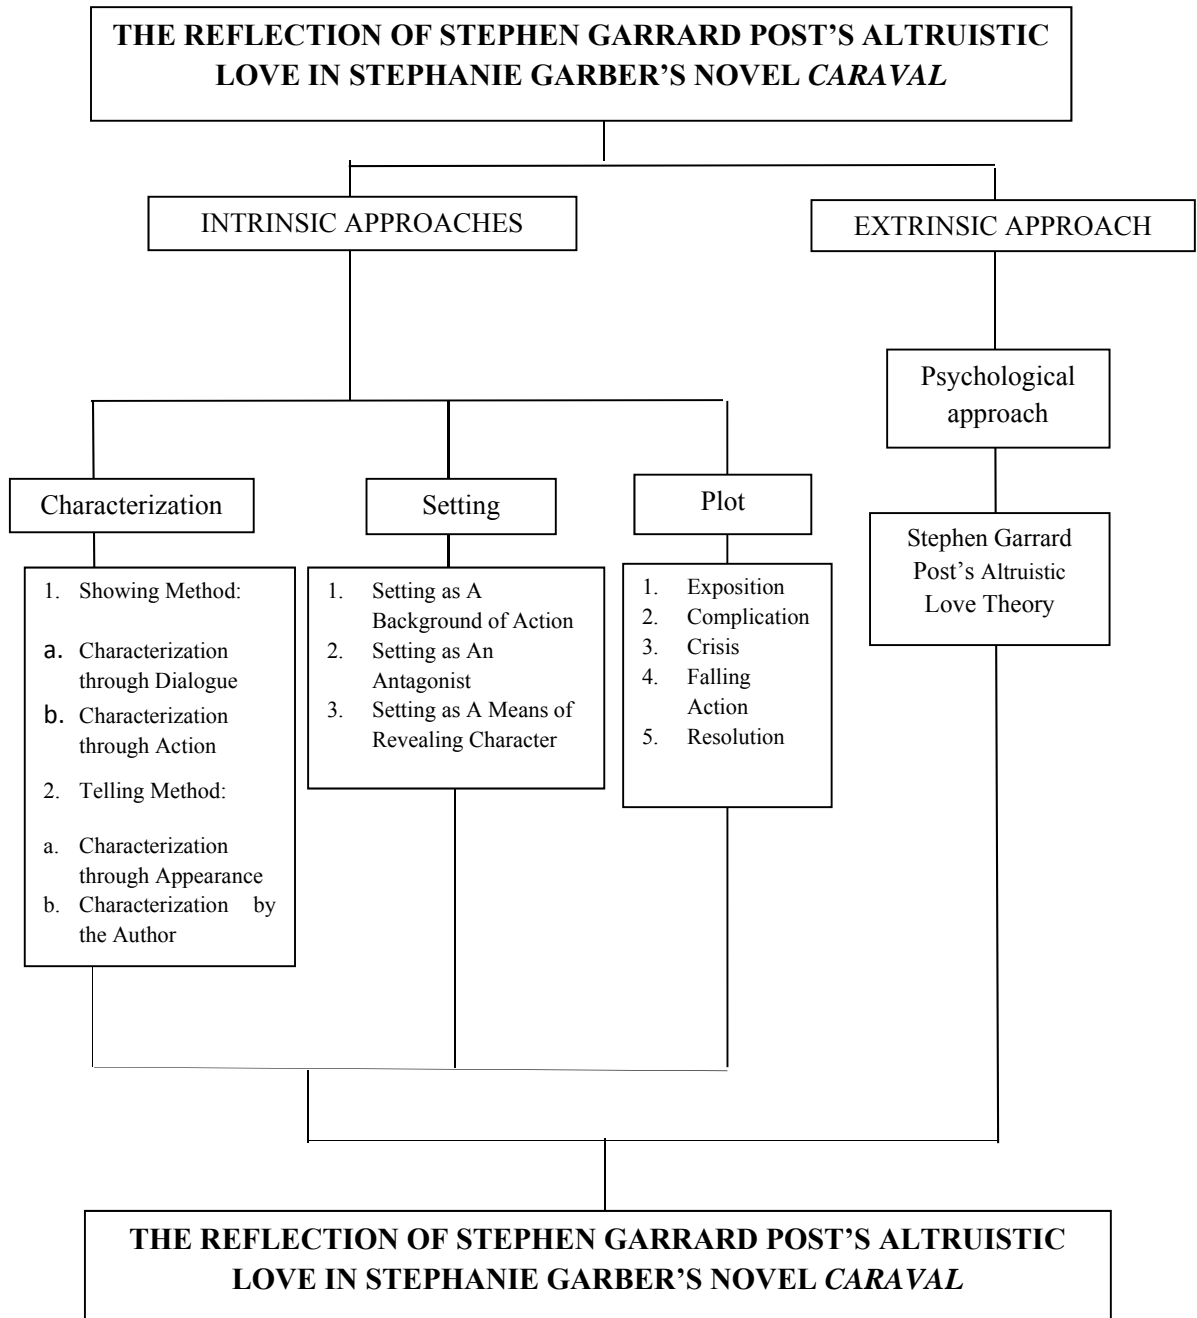 THE REFLECTION OF STEPHEN GARRARD POST’S ALTRUISTIC
LOVE IN STEPHANIE GARBER’S NOVEL CARAVAL
INTRINSIC APPROACHES
EXTRINSIC APPROACH
Psychological
approach
Characterization
Setting
Plot
1. Showing Method:
a. Characterization
through Dialogue
b. Characterization
through Action
2. Telling Method:
a. Characterization
through Appearance
b. Characterization by
the Author
1. Setting as A
Background of Action
2. Setting as An
Antagonist
3. Setting as A Means of
Revealing Character
1. Exposition
2. Complication
3. Crisis
4. Falling
Action
5. Resolution
Stephen Garrard
Post’s Altruistic
Love Theory
THE REFLECTION OF STEPHEN GARRARD POST’S ALTRUISTIC
LOVE IN STEPHANIE GARBER’S NOVEL CARAVAL